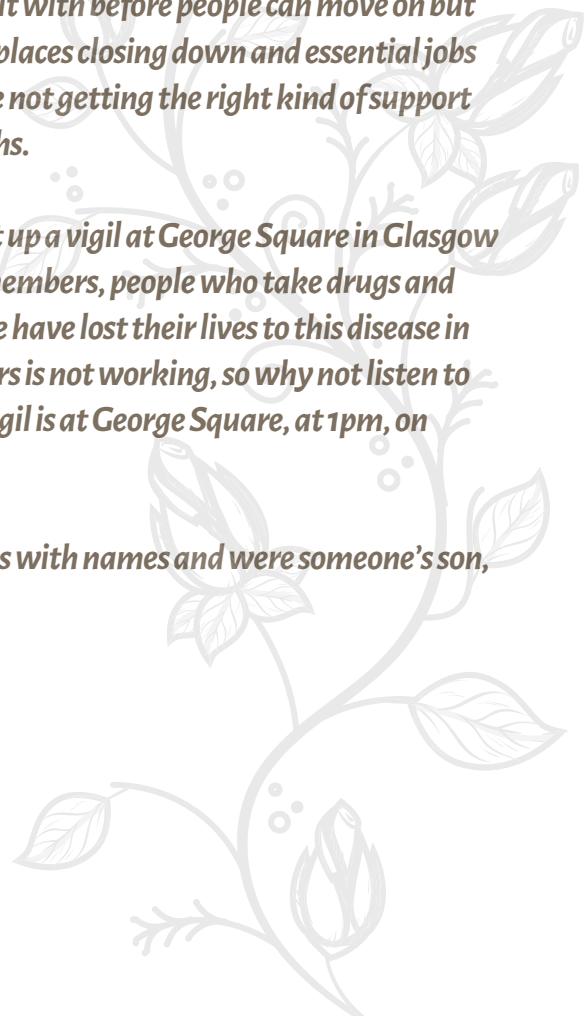 it with before people can move on but
places closing down and essential jobs
e not getting the right kind of support
hs.
t up a vigil at George Square in Glasgow
members, people who take drugs and
e have lost their lives to this disease in
rs is not working, so why not listen to
gil is at George Square, at 1pm, on
s with names and were someone’s son,